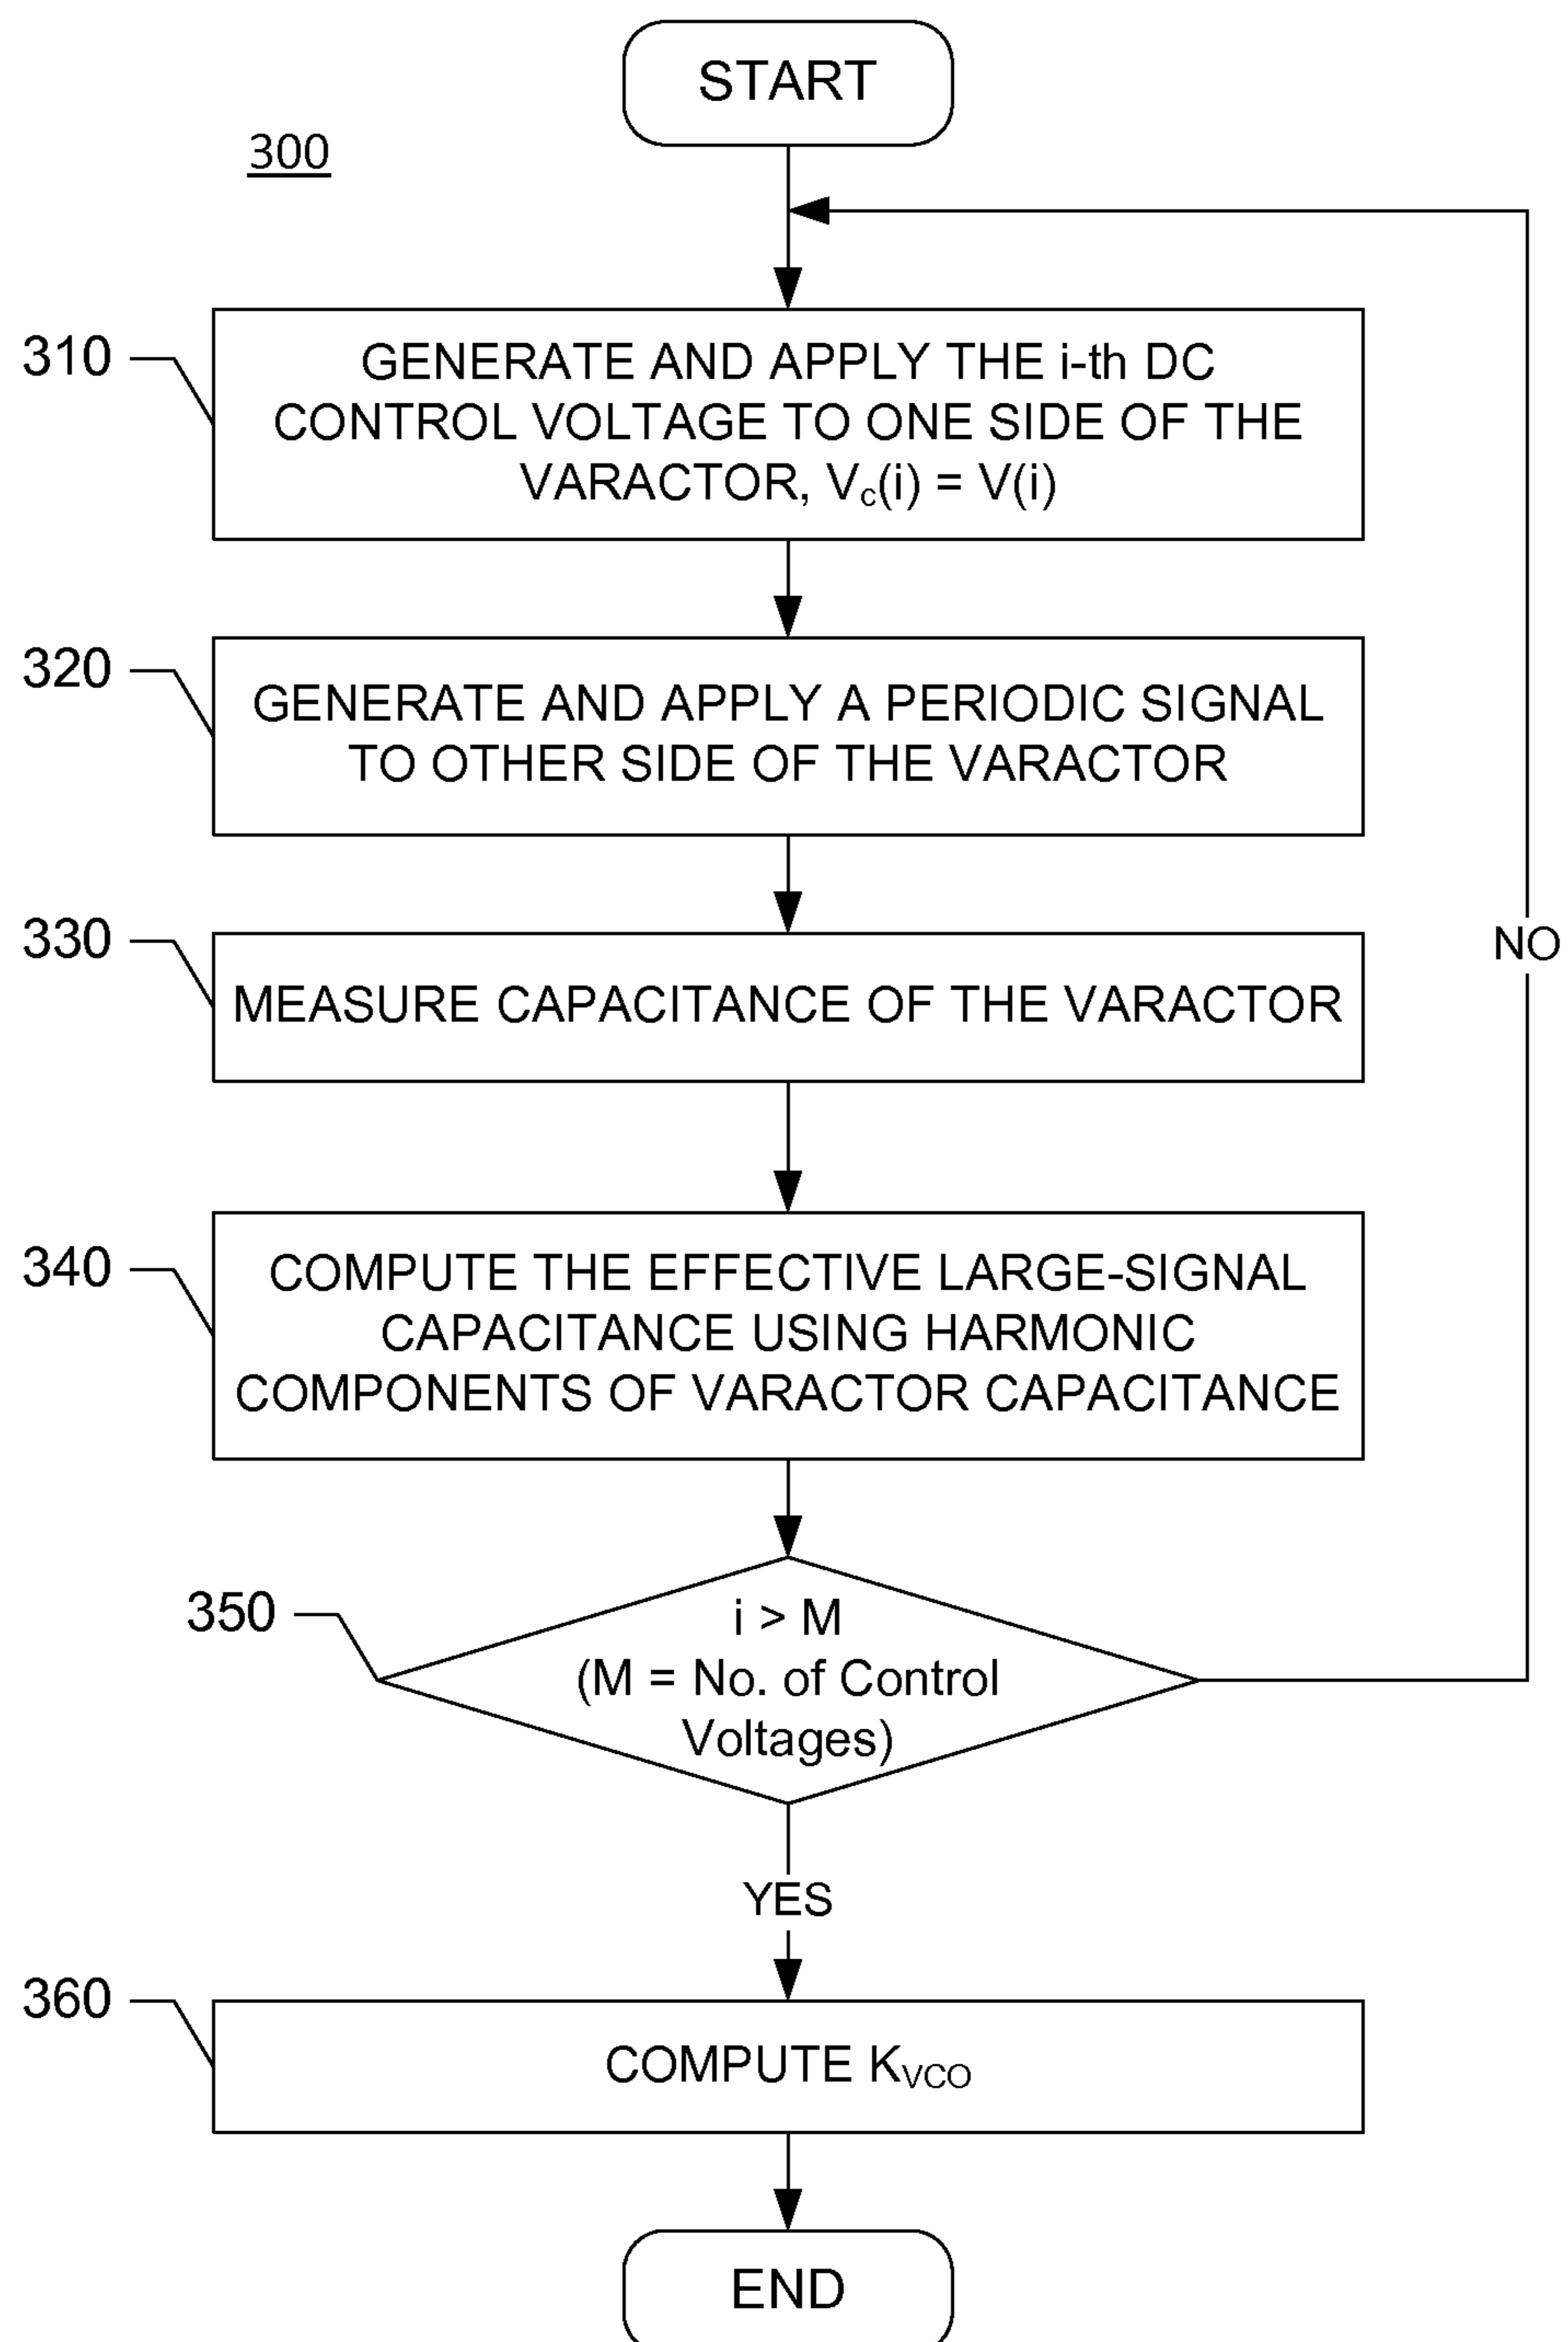 START
300
310
GENERATE AND APPLY THE i-th DC
CONTROL VOLTAGE TO ONE SIDE OF THE
VARACTOR, Vc(i) = V(i)
320
GENERATE AND APPLY A PERIODIC SIGNAL
TO OTHER SIDE OF THE VARACTOR
330
MEASURE CAPACITANCE OF THE VARACTOR
NO
340
COMPUTE THE EFFECTIVE LARGE-SIGNAL
CAPACITANCE USING HARMONIC
COMPONENTS OF VARACTOR CAPACITANCE
350
i > M
(M = No. of Control
Voltages)
YES
360
COMPUTE KVCO
END